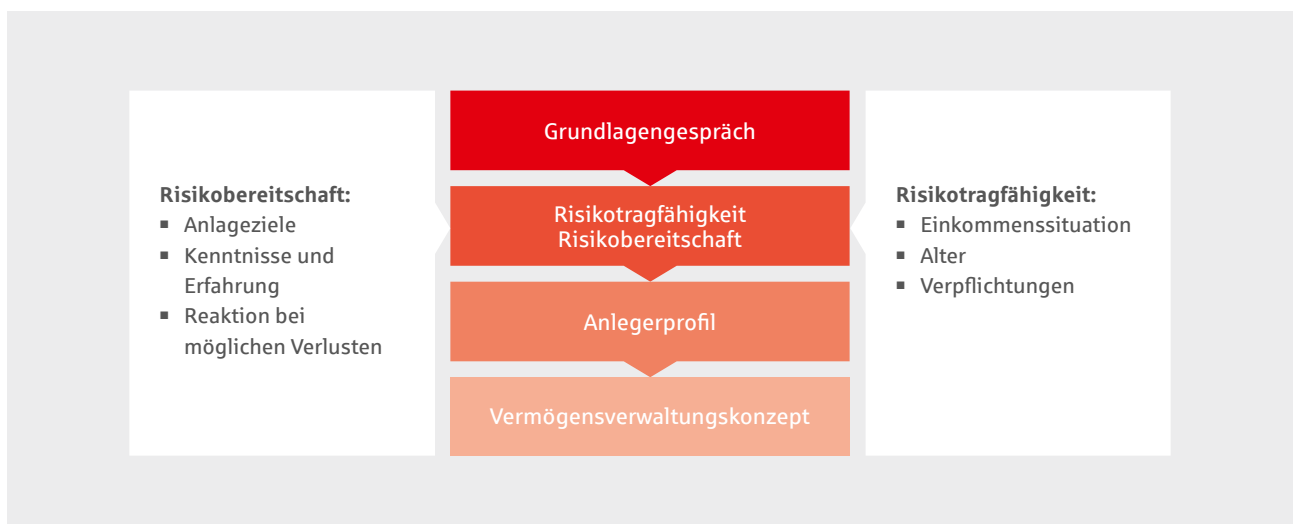 Risikobereitschaft:
▪ Anlageziele
▪ Kenntnisse und
Erfahrung
▪ Reaktion bei
möglichen Verlusten
Grundlagengespräch
Risikotragfähigkeit
Risikobereitschaft
Anlegerprofil
Vermögensverwaltungskonzept
Risikotragfähigkeit:
▪ Einkommenssituation
▪ Alter
▪ Verpflichtungen